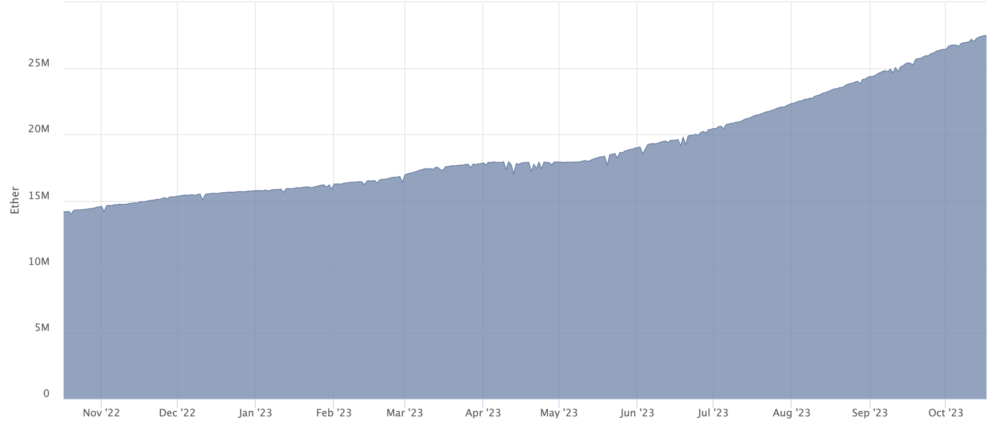 Ether
25M
20M
15M
10M
5M
0
Nov '22 Dec '22 Jan '23 Feb '23 Mar '23 Apr '23 May '23 Jun '23 Jul '23 Aug '23 Sep '23 Oct '23